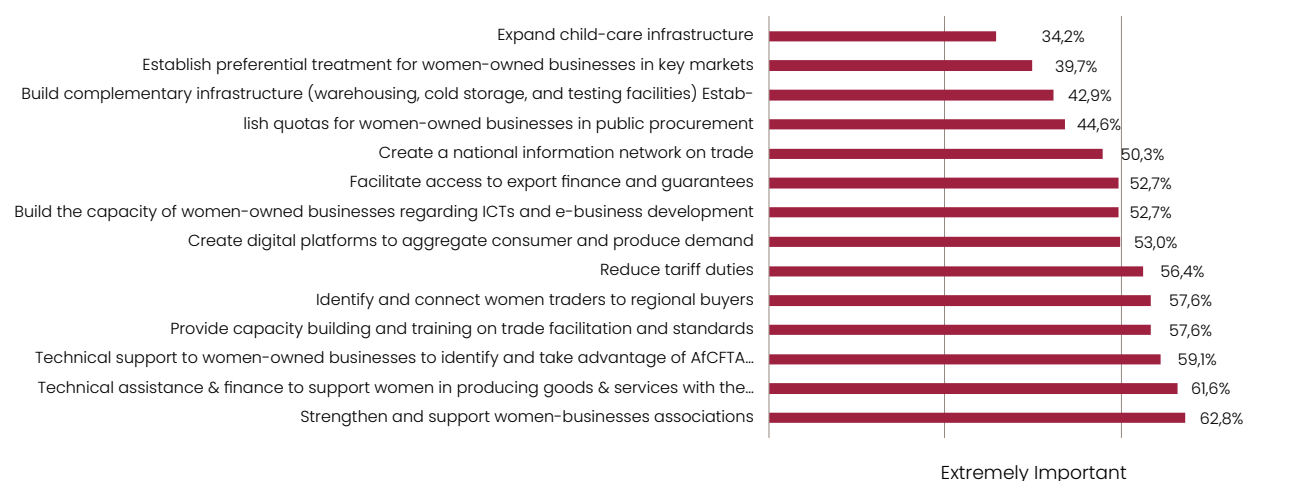 Expand child-care infrastructure 34,2%
Establish preferential treatment for women-owned businesses in key markets 39,7%
Build complementary infrastructure (warehousing, cold storage, and testing facilities) Estab- 42,9%
lish quotas for women-owned businesses in public procurement 44,6%
Create a national information network on trade 50,3%
Facilitate access to export finance and guarantees 52,7%
Build the capacity of women-owned businesses regarding ICTs and e-business development 52,7%
Create digital platforms to aggregate consumer and produce demand 53,0%
Reduce tariff duties 56,4%
Identify and connect women traders to regional buyers 57,6%
Provide capacity building and training on trade facilitation and standards 57,6%
Technical support to women-owned businesses to identify and take advantage of AfCFTA... 59,1%
Technical assistance & finance to support women in producing goods & services with the... 61,6%
Strengthen and support women-businesses associations 62,8%
Extremely Important